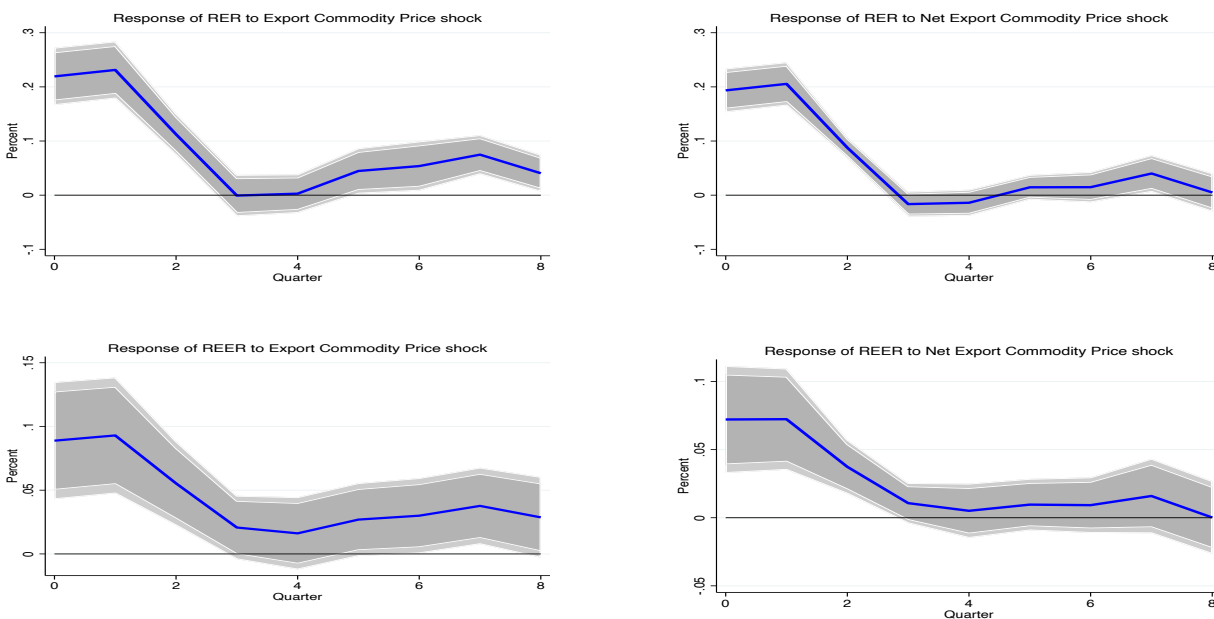 Response of RER to Export Commodity Price shock
.3
.2
.1
0
-.1
Percent
0 2 4 6 8
Quarter
Response of RER to Net Export Commodity Price shock
.3
.2
.1
0
-.1
Percent
0 2 4 6 8
Quarter
Response of REER to Export Commodity Price shock
.15
.1
.05
0
Percent
0 2 4 6 8
Quarter
Response of REER to Net Export Commodity Price shock
.1
.05
0
-.05
Percent
0 2 4 6 8
Quarter